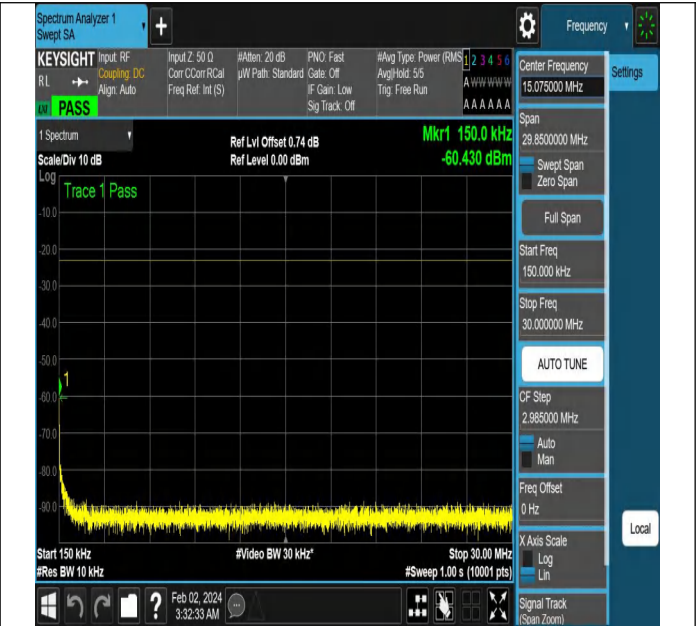 Spectrum Analyzer 1
Swept SA
+
Frequency
KEYSIGHT
RL
PASS
Input: RF
Coupling: DC
Align: Auto
Input Z: 50 Ω
Corr CCorr RCal
Freq Ref: Int (S)
#Atten: 20 dB
µW Path: Standard
PNO: Fast
Gate: Off
IF Gain: Low
Sig Track: Off
#Avg Type: Power (RMS
Avg|Hold: 5/5
Trig: Free Run
1 2 3 4 5 6
A W W W W W
A A A A A A
1 Spectrum
Scale/Div 10 dB
Ref Lvl Offset 0.74 dB
Ref Level 0.00 dBm
Mkr1 150.0 kHz
-60.430 dBm
Log
Trace 1 Pass
-10.0
-20.0
-30.0
-40.0
-50.0
-60.0
-70.0
-80.0
-90.0
1
Start 150 kHz
#Res BW 10 kHz
#Video BW 30 kHz*
Stop 30.00 MHz
#Sweep 1.00 s (10001 pts)
Feb 02, 2024
3:32:33 AM
Center Frequency
15.075000 MHz
Settings
Span
29.8500000 MHz
Swept Span
Zero Span
Full Span
Start Freq
150.000 kHz
Stop Freq
30.000000 MHz
AUTO TUNE
CF Step
2.985000 MHz
Auto
Man
Freq Offset
0 Hz
X Axis Scale
Log
Lin
Local
Signal Track
(Span Zoom)